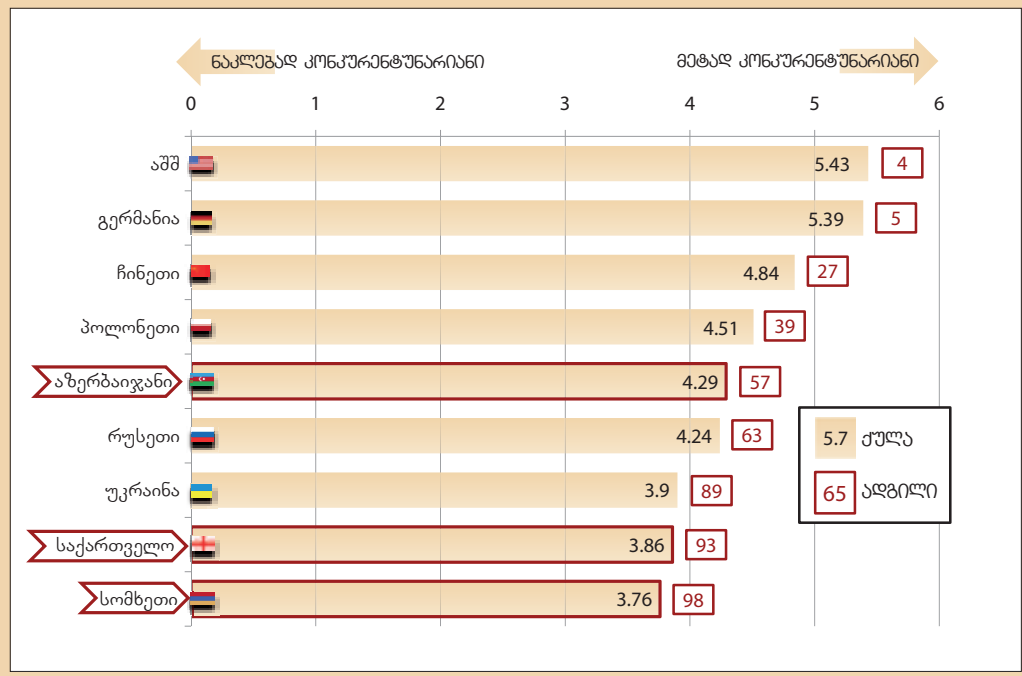 ნაკლებად კონკურენტუნარიანი მეტად კონკურენტუნარიანი
0 1 2 3 4 5 6
აშშ 5.43 4
გერმანია 5.39 5
ჩინეთი 4.84 27
პოლონეთი 4.51 39
აზერბაიჯანი 4.29 57
რუსეთი 4.24 63
5.7 ქულა
უკრაინა 3.9 89
65 ადგილი
საქართველო 3.86 93
სომხეთი 3.76 98